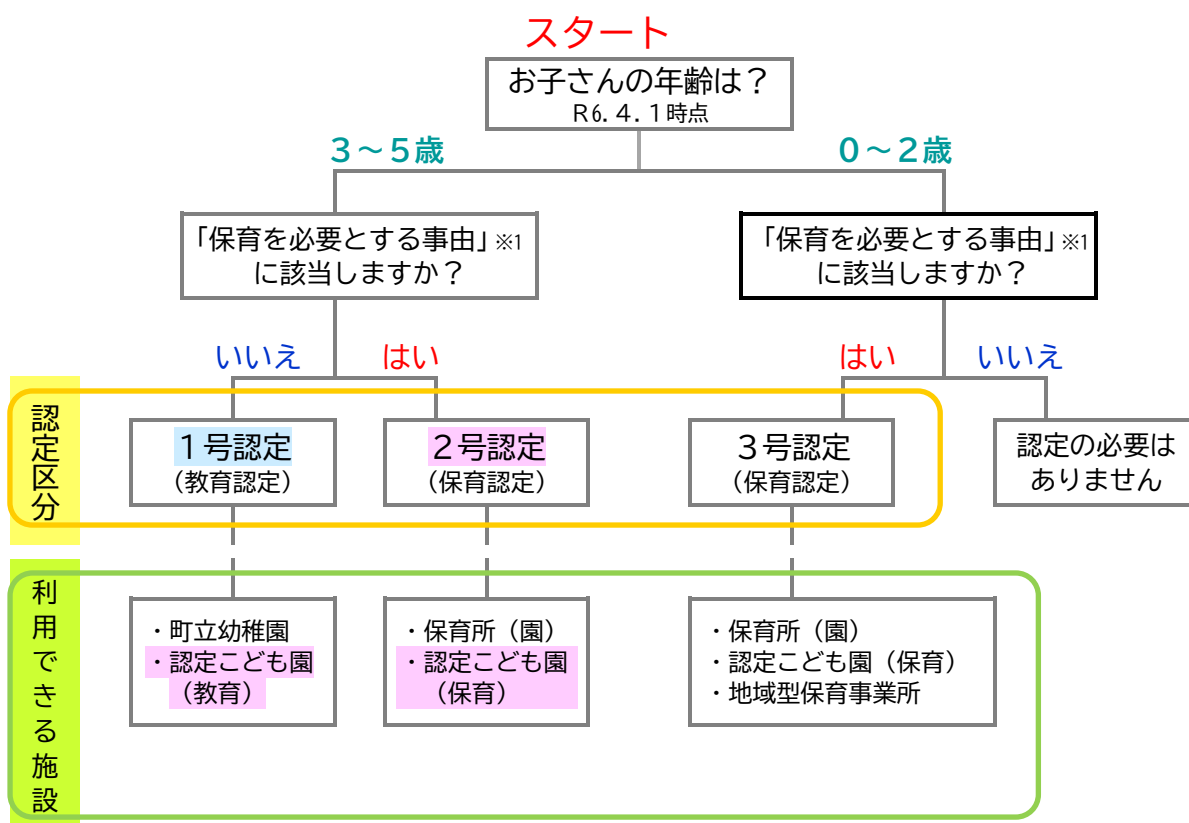 スタート
お子さんの年齢は？
R6.4.1時点
3～5歳
0～2歳
「保育を必要とする事由」※1
に該当しますか？
「保育を必要とする事由」※1
に該当しますか？
いいえ
はい
はい
いいえ
認定区分
1号認定
（教育認定）
2号認定
（保育認定）
3号認定
（保育認定）
認定の必要は
ありません
利用できる施設
・町立幼稚園
・認定こども園
（教育）
・保育所（園）
・認定こども園
（保育）
・保育所（園）
・認定こども園（保育）
・地域型保育事業所